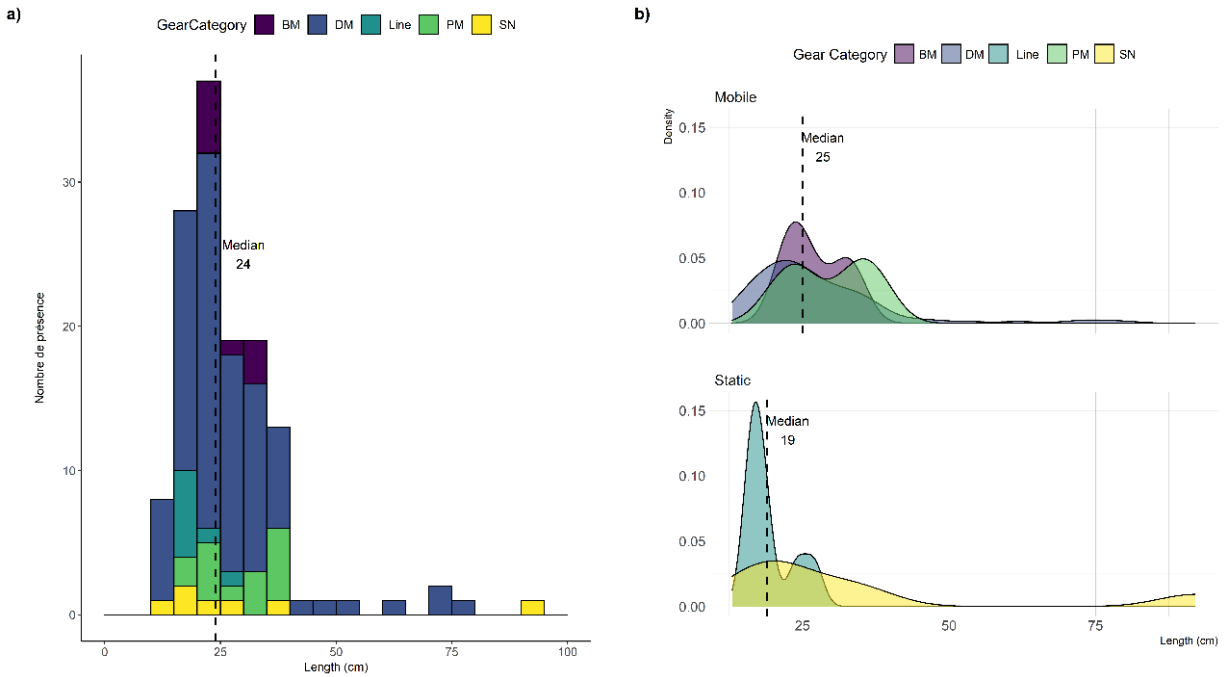 a)
GearCategory BM DM Line PM SN
Nombre de présence
30
20
10
0
Median
24
0 25 50 75 100
Length (cm)
b)
Gear Category BM DM Line PM SN
Mobile
Density
0.15
0.10
0.05
0.00
Median
25
Static
0.15
0.10
0.05
0.00
Median
19
25 50 75
Length (cm)